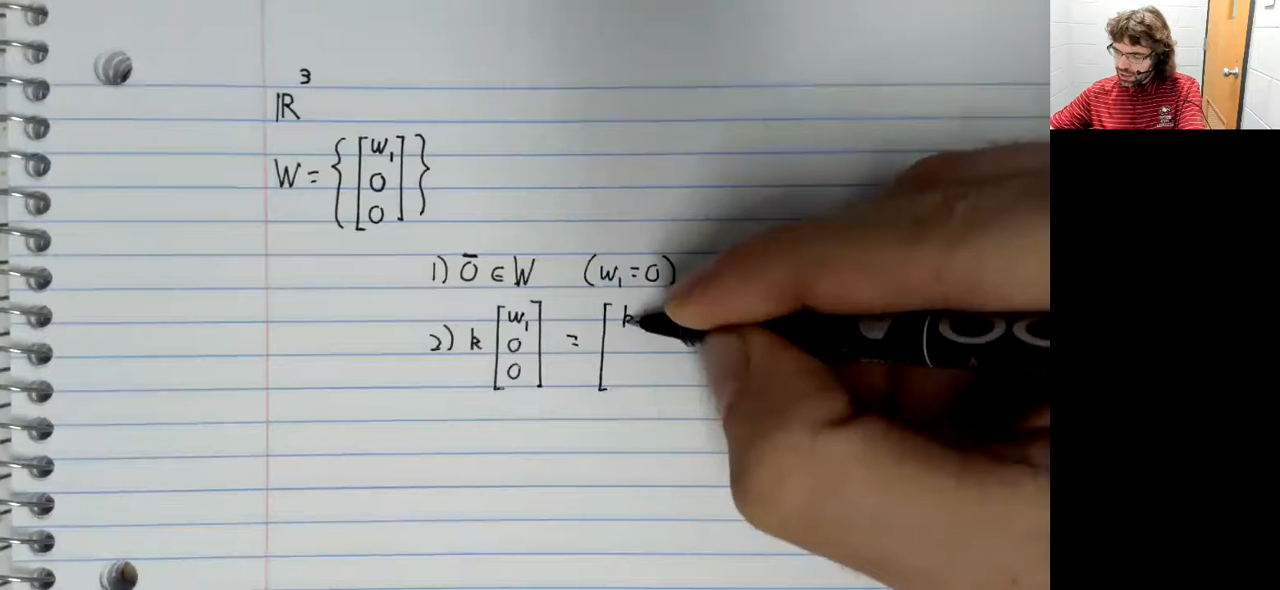 ℝ³
W = { [ w₁ 0 0 ] }
1) 0̄ ∈ W (w₁ = 0)
2) k [ w₁ 0 0 ] = [ k